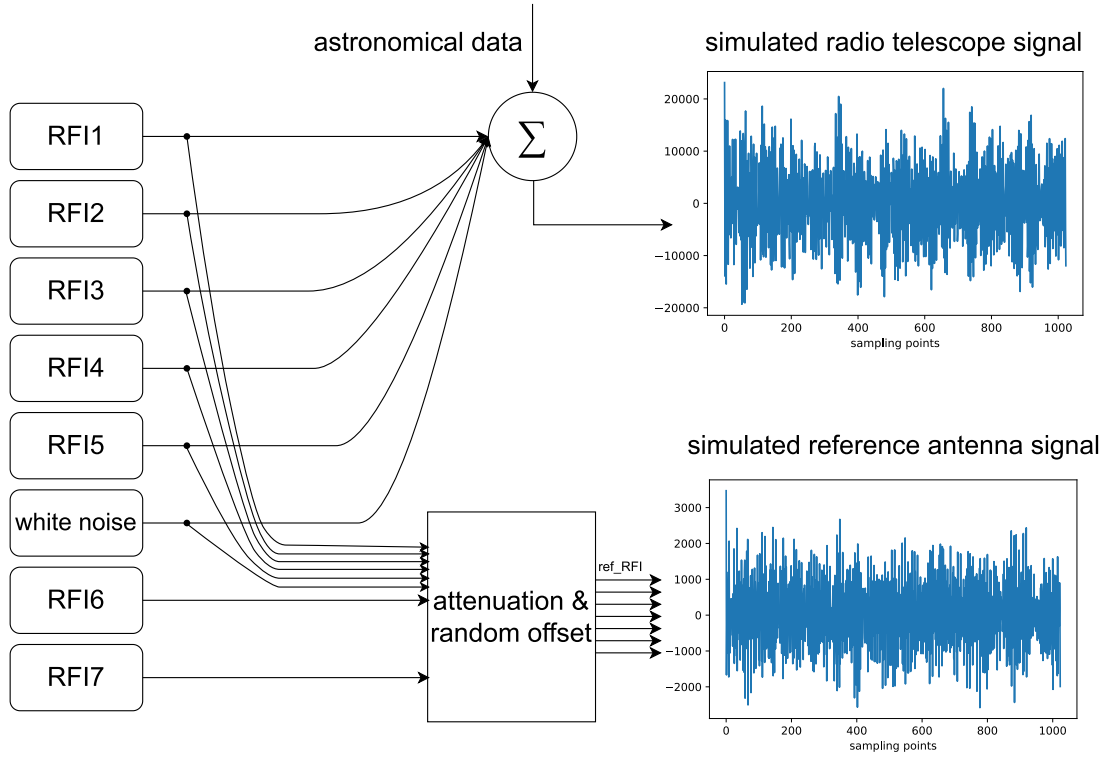 astronomical data
simulated radio telescope signal
RFI1
RFI2
RFI3
RFI4
RFI5
white noise
RFI6
RFI7
∑
20000
10000
0
−10000
−20000
0 200 400 600 800 1000
sampling points
simulated reference antenna signal
attenuation &
random offset
ref_RFI
3000
2000
1000
0
−1000
−2000
0 200 400 600 800 1000
sampling points